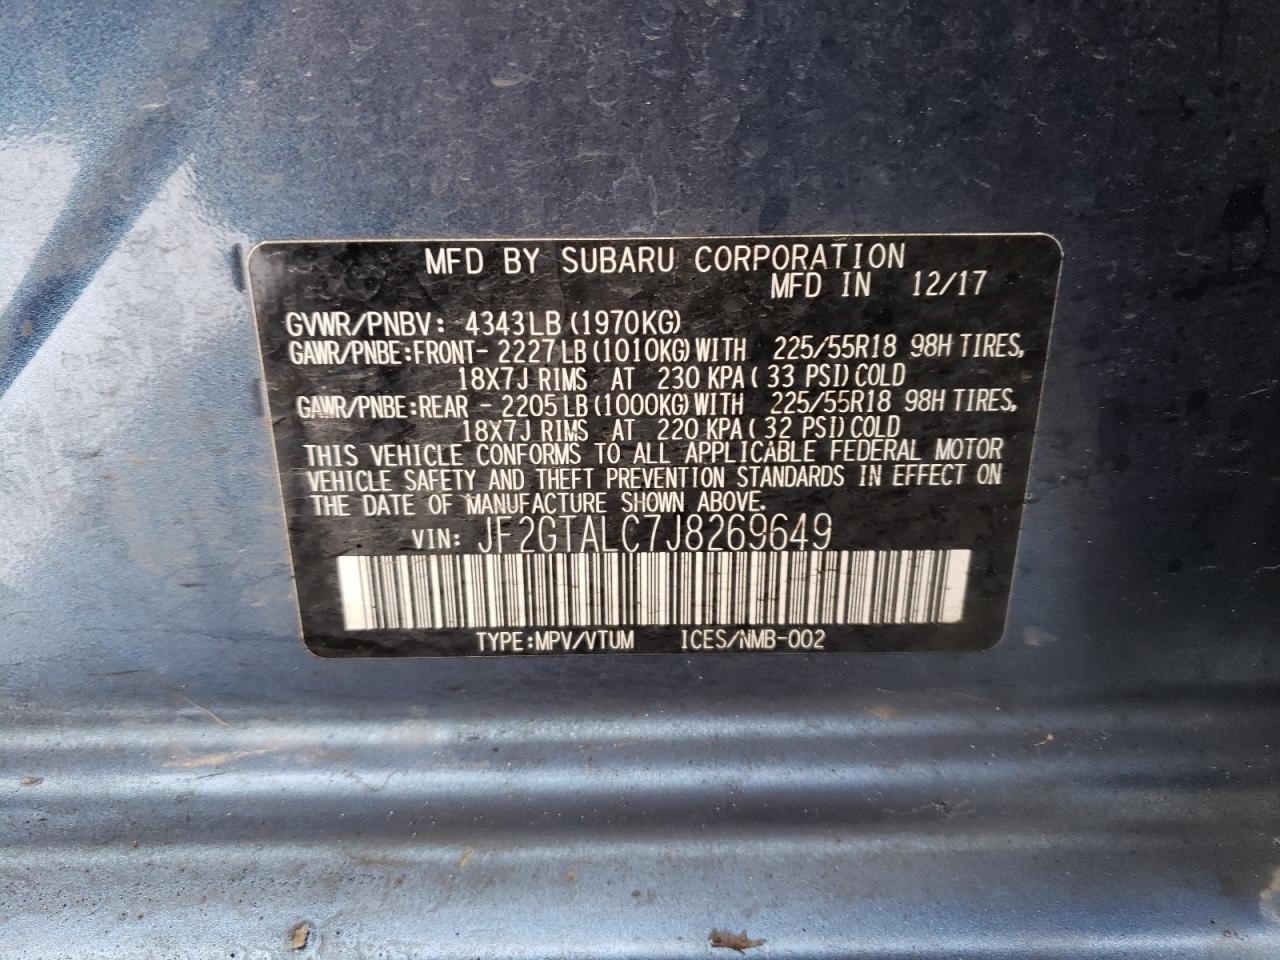 MFD BY SUBARU CORPORATION
MFD IN 12/17
GVWR/PNBV: 4343LB(1970KG)
GAWR/PNBE:FRONT- 2227LB(1010KG)WITH 225/55R18 98H TIRES,
18X7J RIMS AT 230 KPA( 33 PSI)COLD
GAWR/PNBE:REAR - 2205LB(1000KG)WITH 225/55R18 98H TIRES,
18X7J RIMS AT 220 KPA( 32 PSI)COLD
THIS VEHICLE CONFORMS TO ALL APPLICABLE FEDERAL MOTOR
VEHICLE SAFETY AND THEFT PREVENTION STANDARDS IN EFFECT ON
THE DATE OF MANUFACTURE SHOWN ABOVE.
VIN: JF2GTALC7J8269649
TYPE:MPV/VTUM ICES/NMB-002